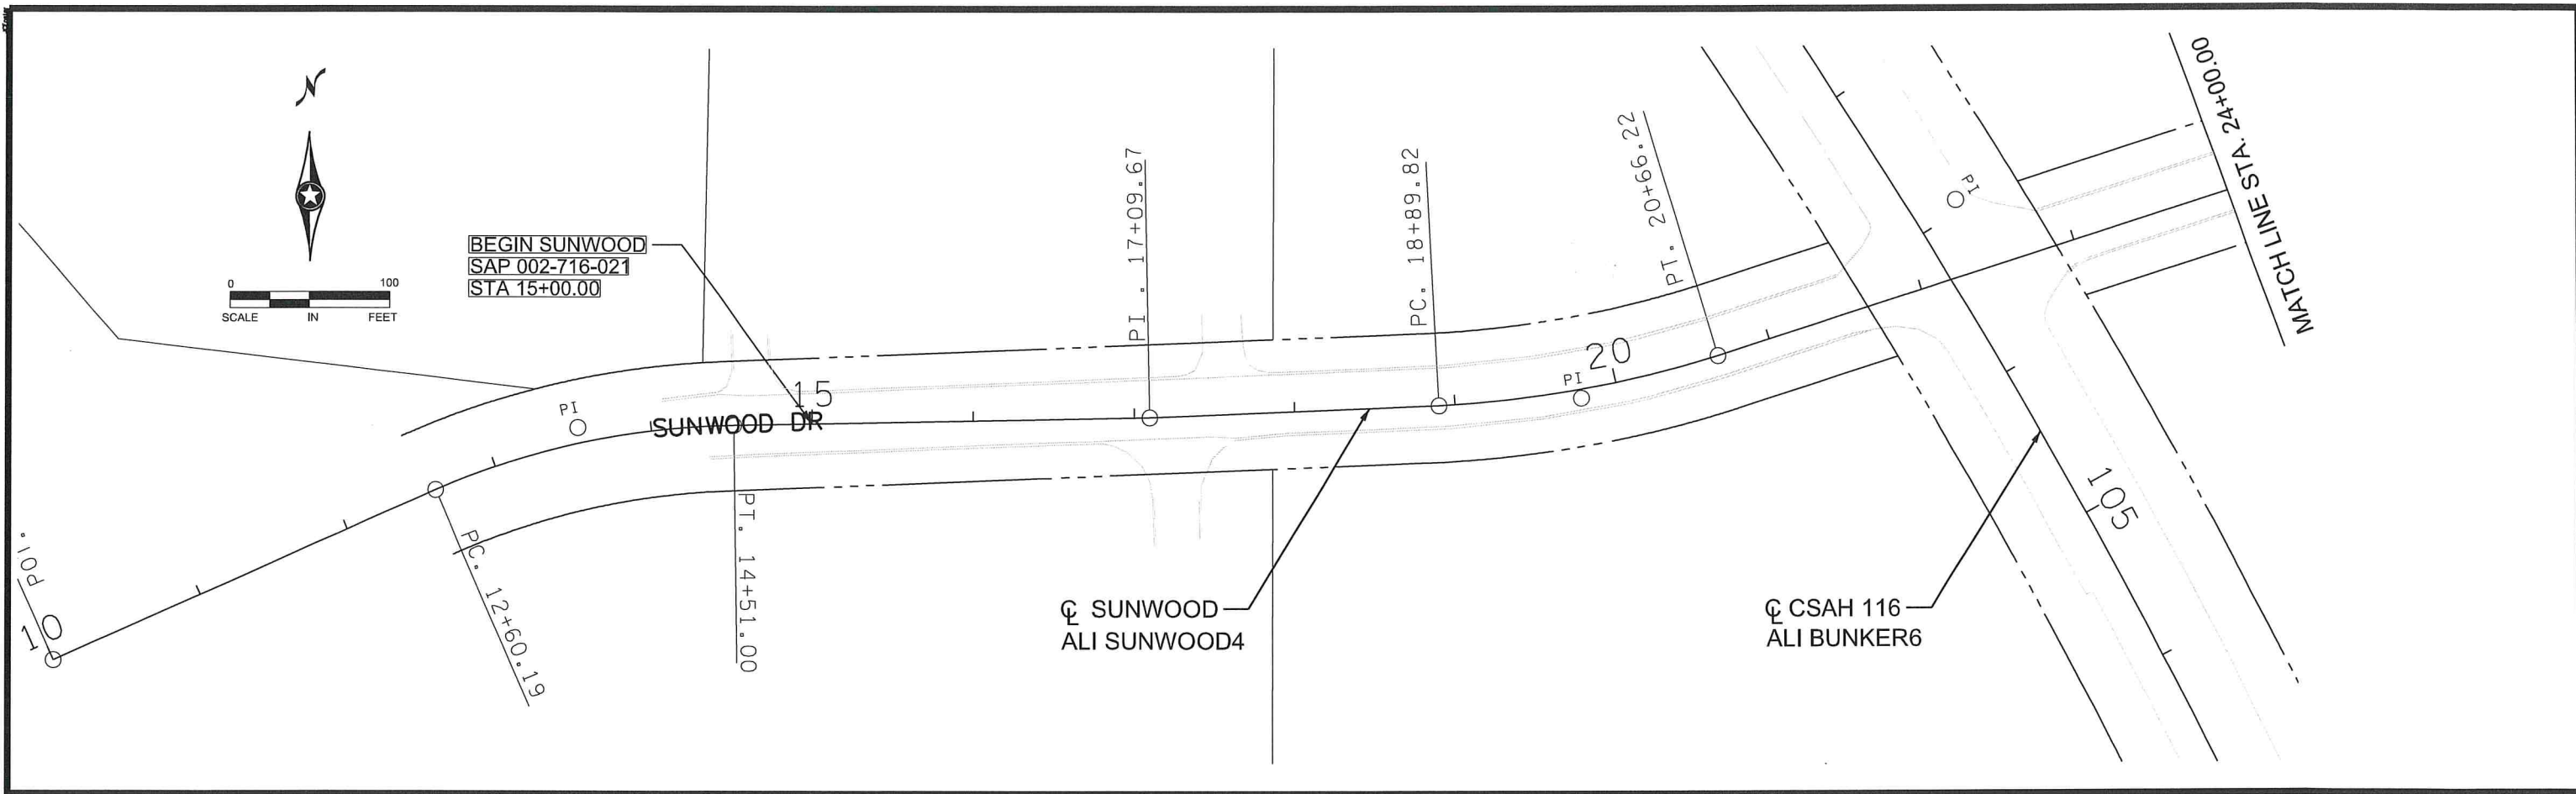 N
0 100
SCALE IN FEET
BEGIN SUNWOOD
SAP 002-716-021
STA 15+00.00
PI . 17+09.67
PC. 18+89.82
PT. 20+66.22
MATCH LINE STA. 24+00.00
PI
PI
20
PI
15
SUNWOOD DR
POI.
10
PC. 12+60.19
PT. 14+51.00
105
℄ SUNWOOD
ALI SUNWOOD4
℄ CSAH 116
ALI BUNKER6